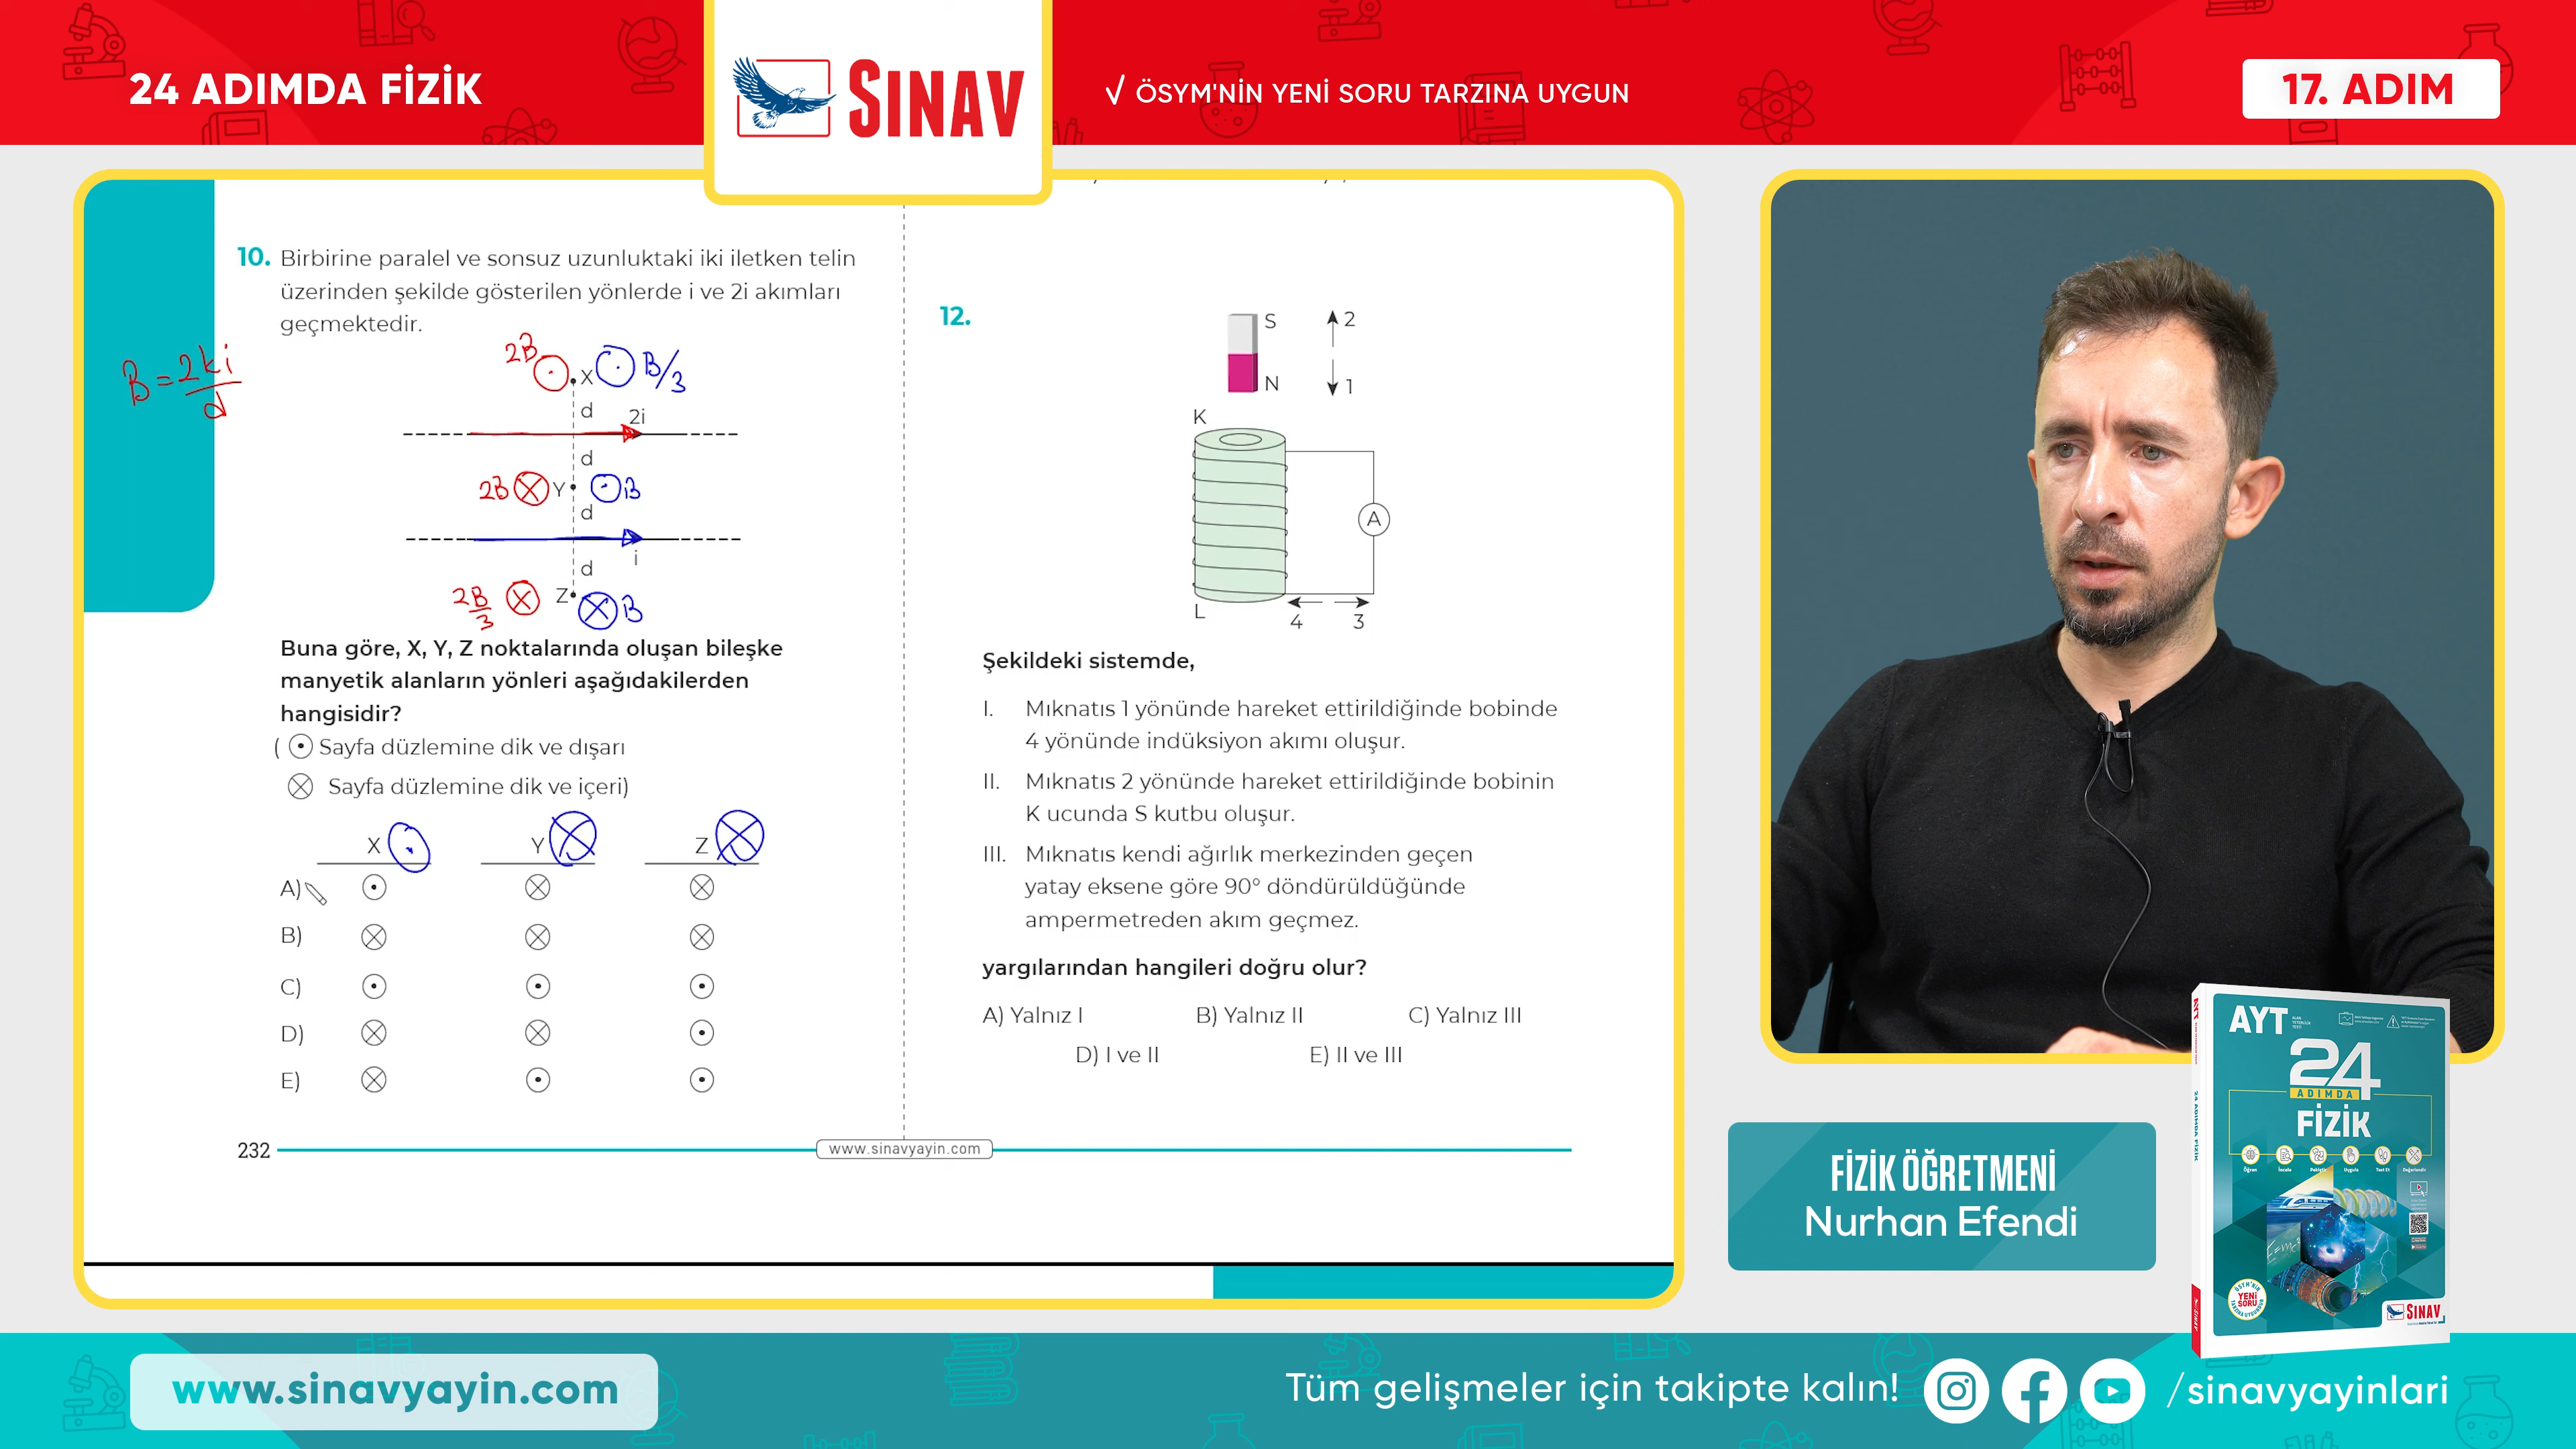 24 ADIMDA FİZİK
SINAV
√ ÖSYM'NİN YENİ SORU TARZINA UYGUN
17. ADIM
10. Birbirine paralel ve sonsuz uzunluktaki iki iletken telin
üzerinden şekilde gösterilen yönlerde i ve 2i akımları
geçmektedir.
B=2ki/d
2B X B/3
d
2i
d
2B Y B
d
i
d
2B/3 Z B
Buna göre, X, Y, Z noktalarında oluşan bileşke
manyetik alanların yönleri aşağıdakilerden
hangisidir?
( ⊙ Sayfa düzlemine dik ve dışarı
⊗ Sayfa düzlemine dik ve içeri)
X ⊙ Y ⊗ Z ⊗
A) ⊙ ⊗ ⊗
B) ⊗ ⊗ ⊗
C) ⊙ ⊙ ⊙
D) ⊗ ⊗ ⊙
E) ⊗ ⊙ ⊙
12.
S 2
N 1
K
A
L 4 3
Şekildeki sistemde,
I. Mıknatıs 1 yönünde hareket ettirildiğinde bobinde
4 yönünde indüksiyon akımı oluşur.
II. Mıknatıs 2 yönünde hareket ettirildiğinde bobinin
K ucunda S kutbu oluşur.
III. Mıknatıs kendi ağırlık merkezinden geçen
yatay eksene göre 90° döndürüldüğünde
ampermetreden akım geçmez.
yargılarından hangileri doğru olur?
A) Yalnız I B) Yalnız II C) Yalnız III
D) I ve II E) II ve III
232
www.sinavyayin.com
FİZİK ÖĞRETMENİ
Nurhan Efendi
AYT
24
ADIMDA
FİZİK
YENİ
SORU
SINAV
www.sinavyayin.com
Tüm gelişmeler için takipte kalın!
/sinavyayinlari